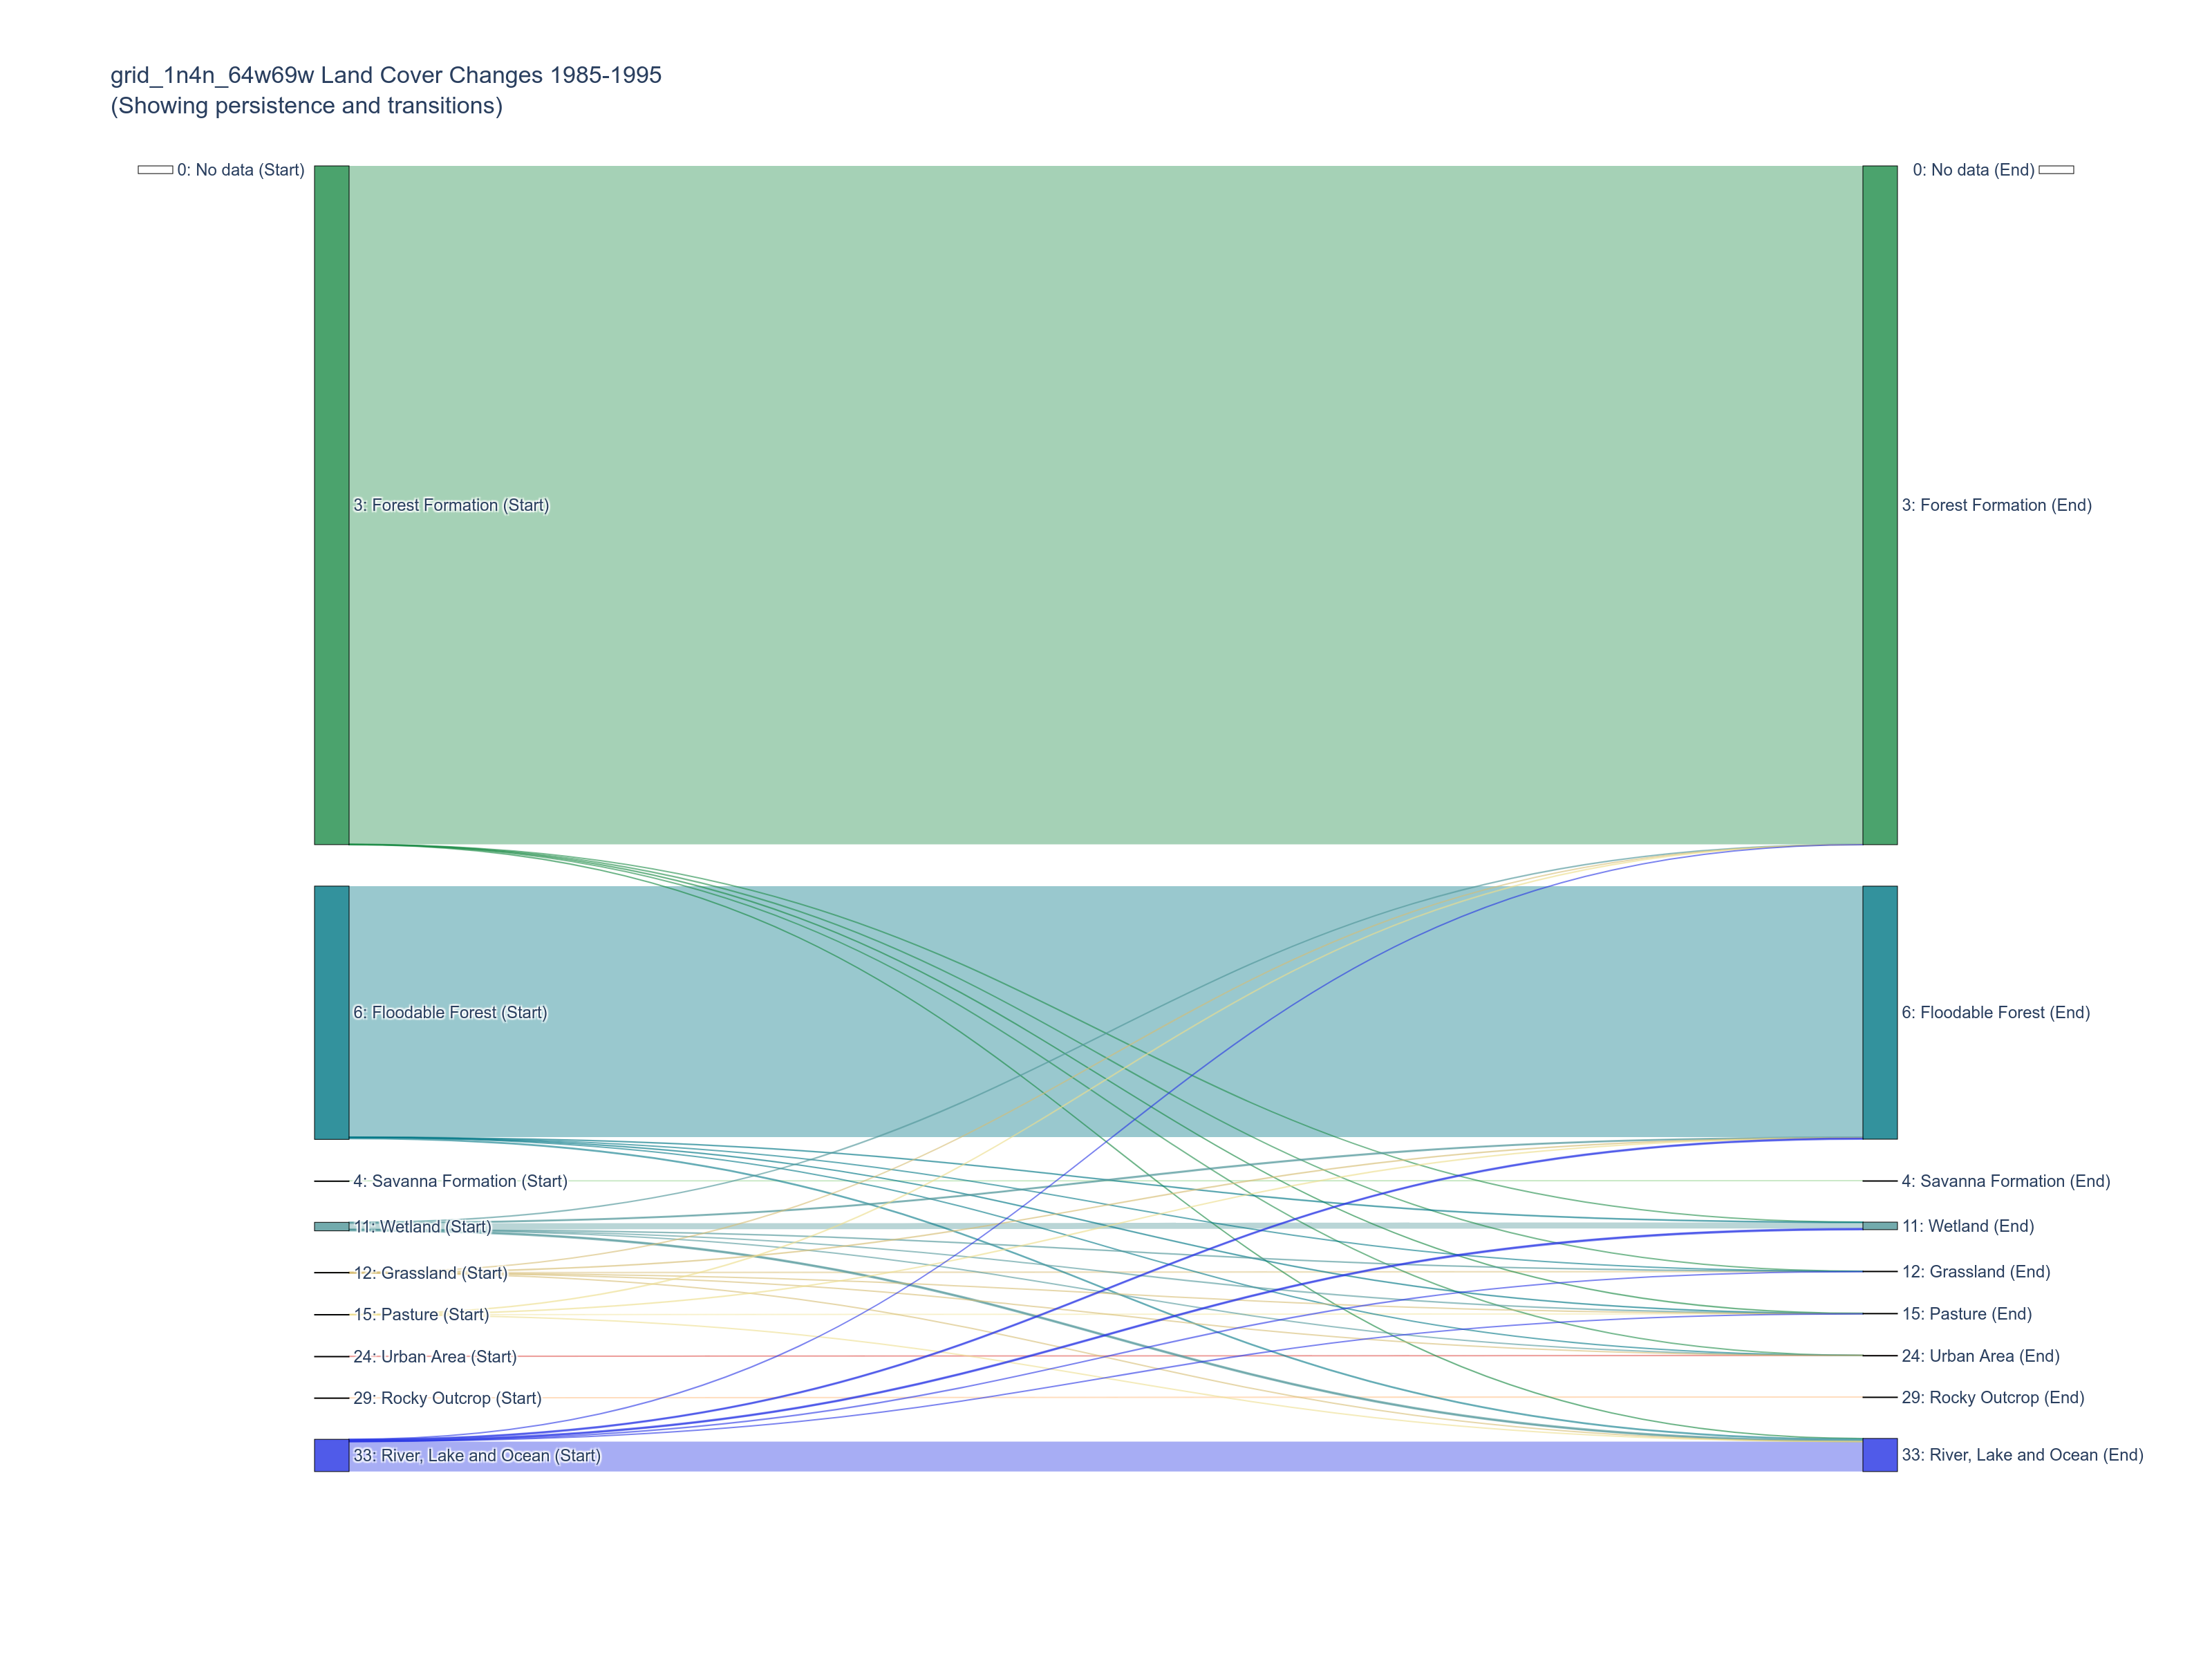 grid_1n4n_64w69w Land Cover Changes 1985-1995
(Showing persistence and transitions)
0: No data (Start)
0: No data (End)
3: Forest Formation (Start)
3: Forest Formation (End)
6: Floodable Forest (Start)
6: Floodable Forest (End)
4: Savanna Formation (Start)
4: Savanna Formation (End)
11: Wetland (Start)
11: Wetland (End)
12: Grassland (Start)
12: Grassland (End)
15: Pasture (Start)
15: Pasture (End)
24: Urban Area (Start)
24: Urban Area (End)
29: Rocky Outcrop (Start)
29: Rocky Outcrop (End)
33: River, Lake and Ocean (Start)
33: River, Lake and Ocean (End)